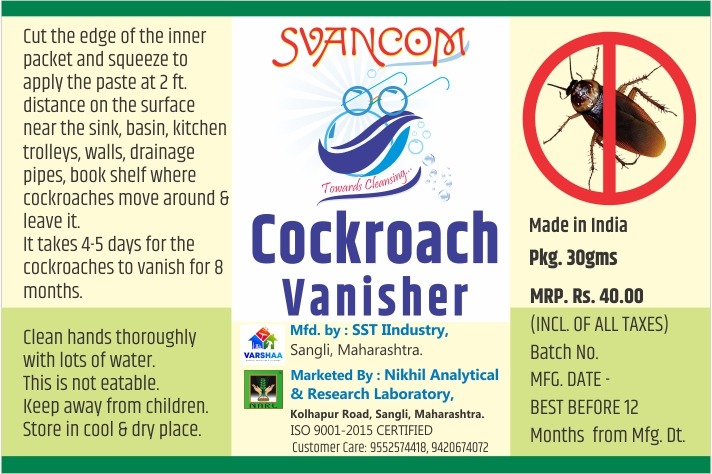 Cut the edge of the inner
packet and squeeze to
apply the paste at 2 ft.
distance on the surface
near the sink, basin, kitchen
trolleys, walls, drainage
pipes, book shelf where
cockroaches move around &
leave it.
It takes 4-5 days for the
cockroaches to vanish for 8
months.
Clean hands thoroughly
with lots of water.
This is not eatable.
Keep away from children.
Store in cool & dry place.
SVANCOM
Towards Cleansing...
Cockroach
Vanisher
VARSHAA
Mfd. by : SST IIndustry,
Sangli, Maharashtra.
Marketed By : Nikhil Analytical
& Research Laboratory,
Kolhapur Road, Sangli, Maharashtra.
ISO 9001-2015 CERTIFIED
Customer Care: 9552574418, 9420674072
Made in India
Pkg. 30gms
MRP. Rs. 40.00
(INCL. OF ALL TAXES)
Batch No.
MFG. DATE -
BEST BEFORE 12
Months from Mfg. Dt.